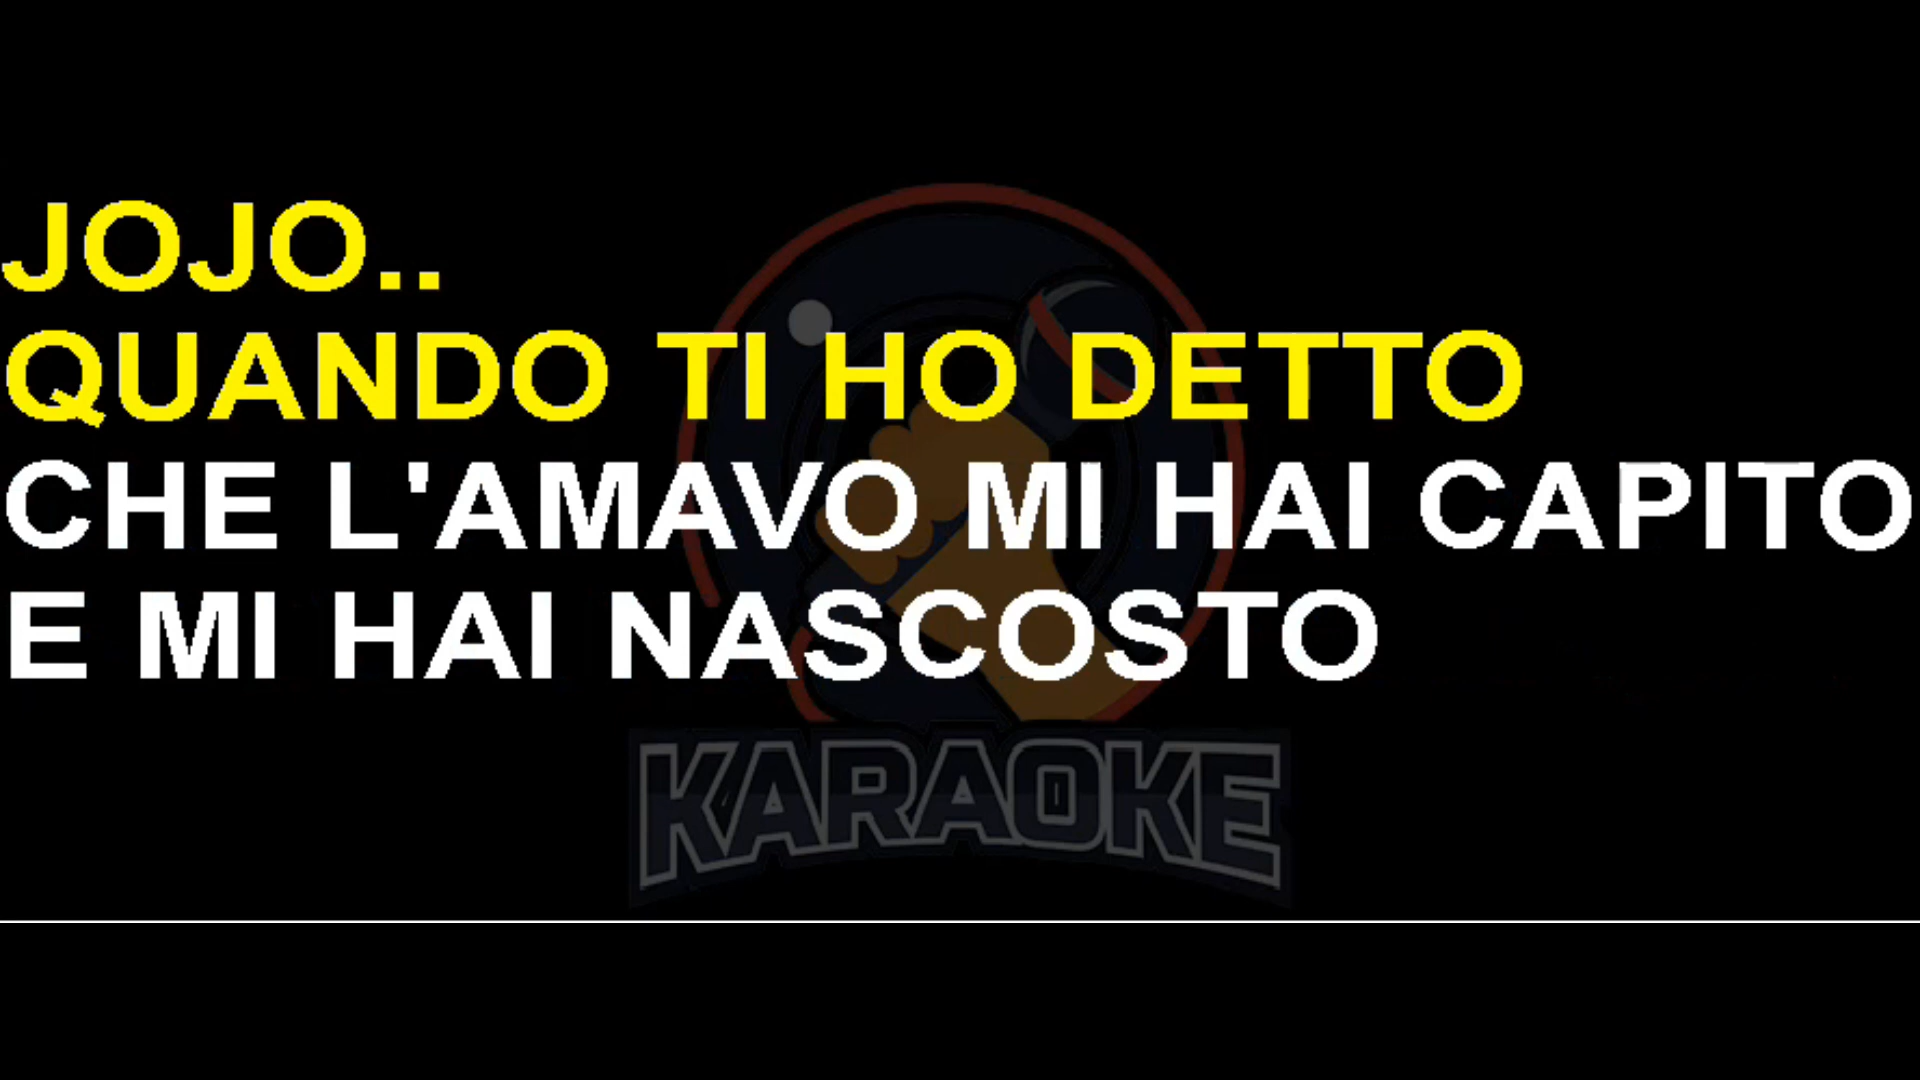 JOJO..
QUANDO TI HO DETTO
CHE L'AMAVO MI HAI CAPITO
E MI HAI NASCOSTO
KARAOKE